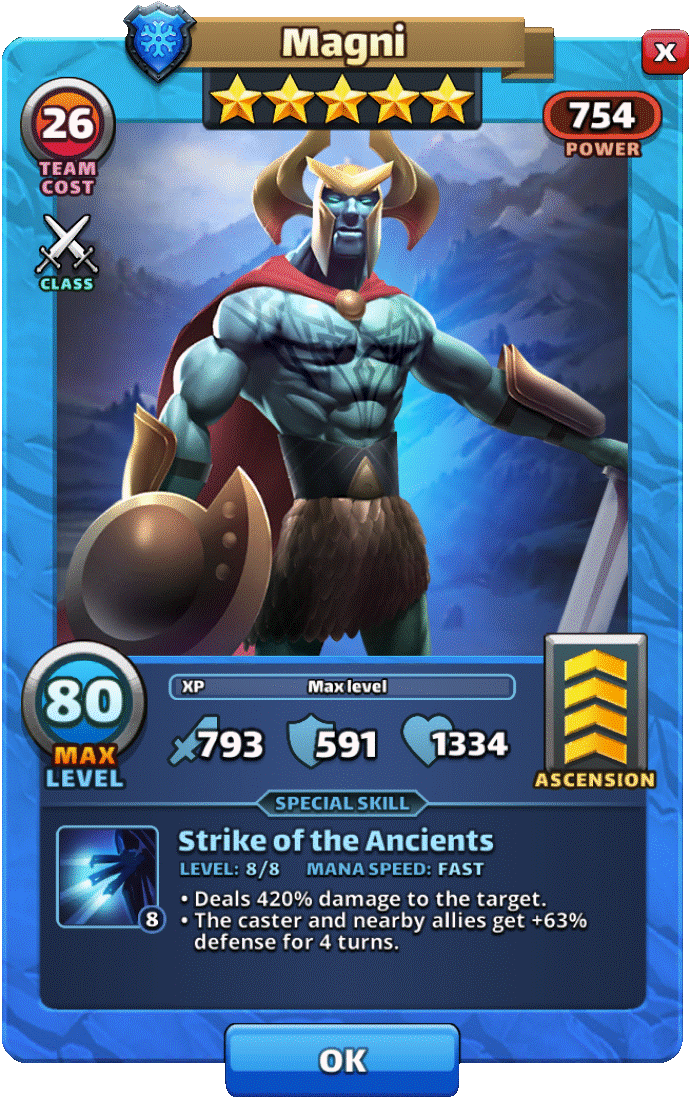 Magni
X
26
TEAM
COST
754
POWER
CLASS
80
MAX
LEVEL
XP Max level
793 591 1334
ASCENSION
SPECIAL SKILL
Strike of the Ancients
LEVEL: 8/8 MANA SPEED: FAST
8
• Deals 420% damage to the target.
• The caster and nearby allies get +63%
defense for 4 turns.
OK